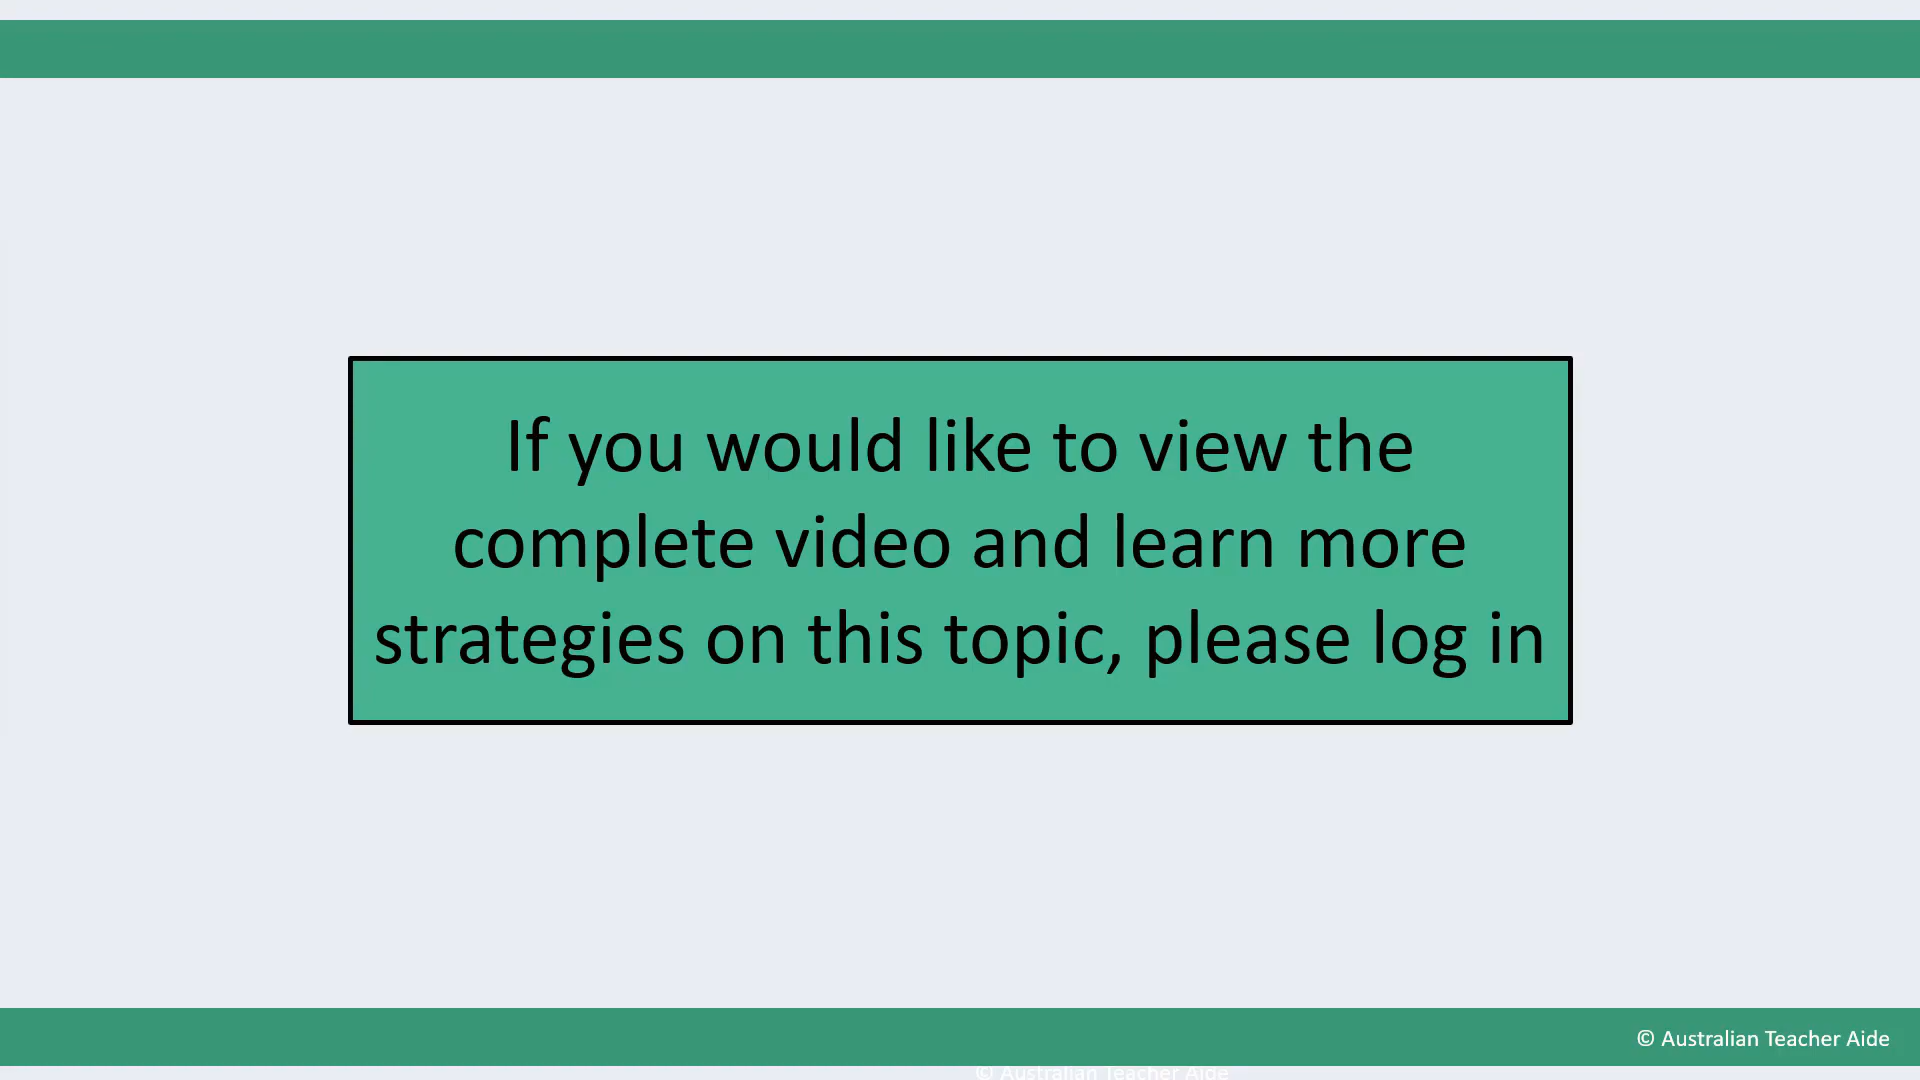 If you would like to view the
complete video and learn more
strategies on this topic, please log in
© Australian Teacher Aide
© Australian Teacher Aide